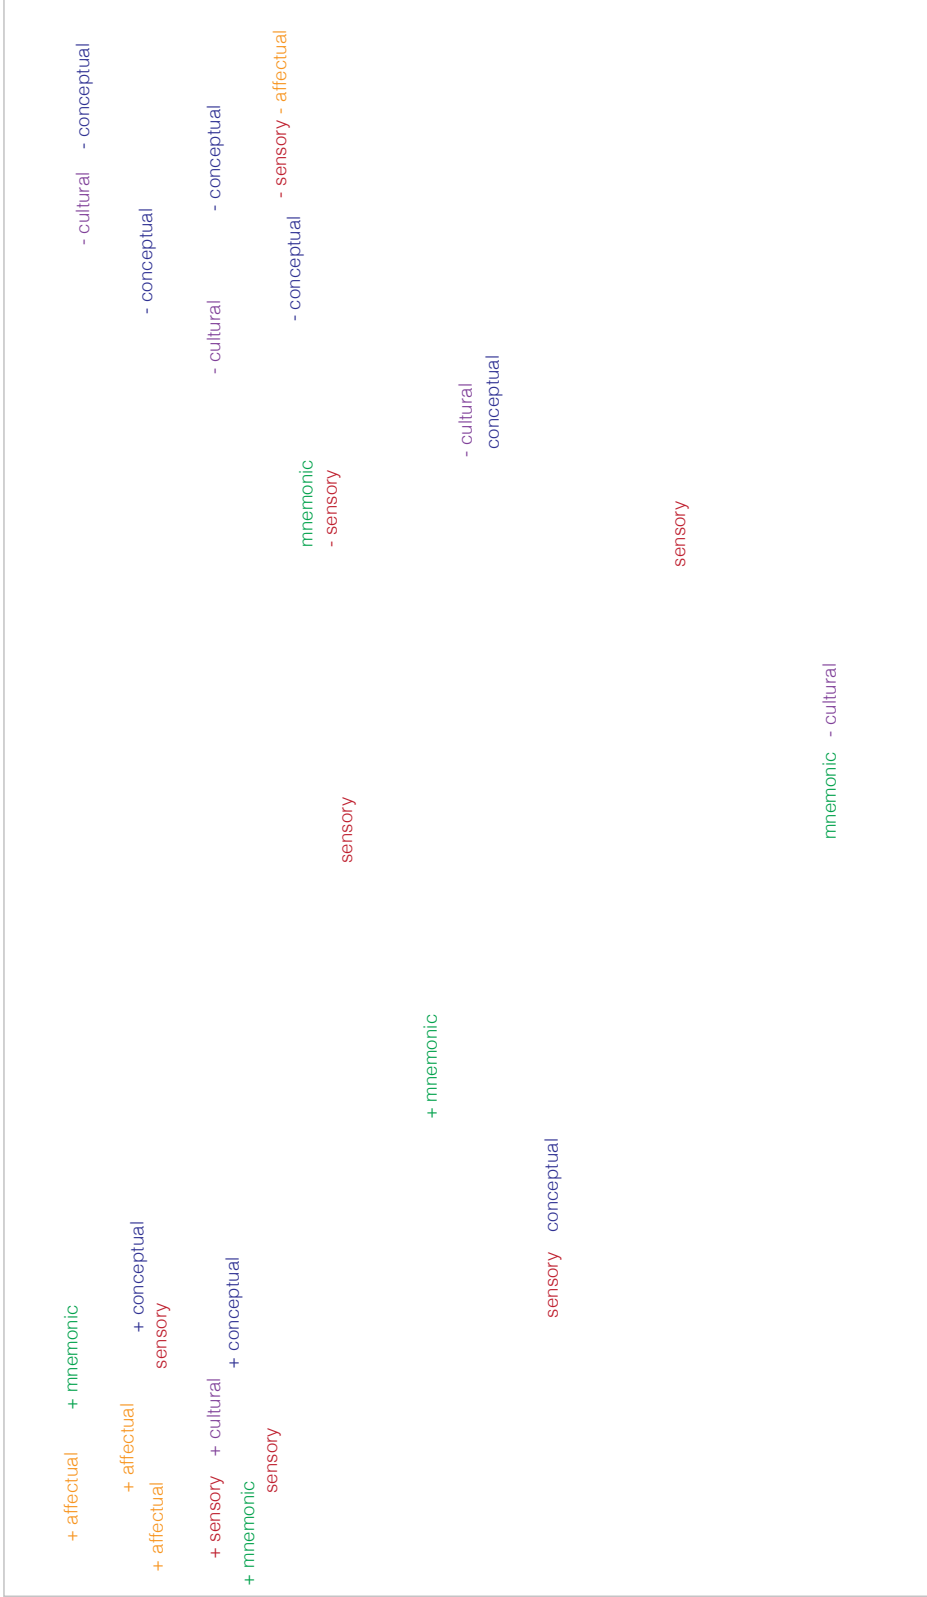 + affectual + mnemonic
- cultural - conceptual
+ affectual
+ conceptual
- conceptual
+ affectual
sensory
+ sensory + cultural - cultural - conceptual
+ conceptual
+ mnemonic
sensory
- sensory - affectual
- conceptual
mnemonic
- sensory
sensory
+ mnemonic
- cultural
conceptual
sensory conceptual
sensory
mnemonic - cultural